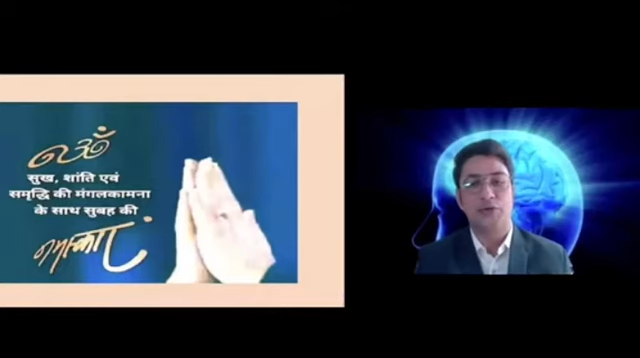 ॐ
सुख, शांति एवं
समृद्धि की मंगलकामना
के साथ सुबह की
नमस्कार